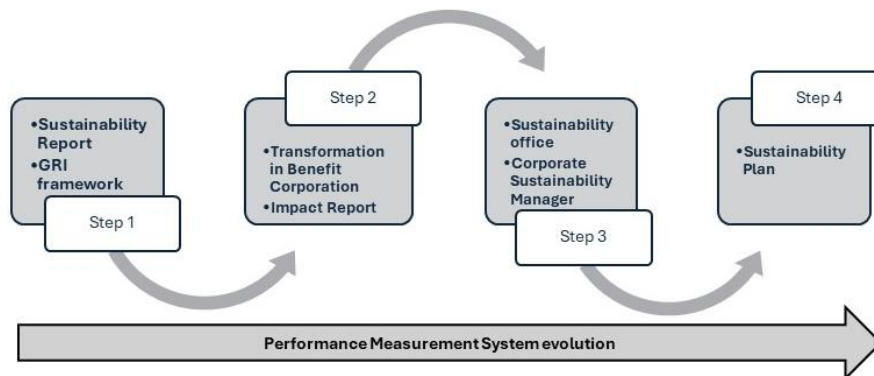 •Sustainability
Report
•GRI
framework
Step 1
Step 2
•Transformation
in Benefit
Corporation
•Impact Report
•Sustainability
office
•Corporate
Sustainability
Manager
Step 3
Step 4
•Sustainability
Plan
Performance Measurement System evolution